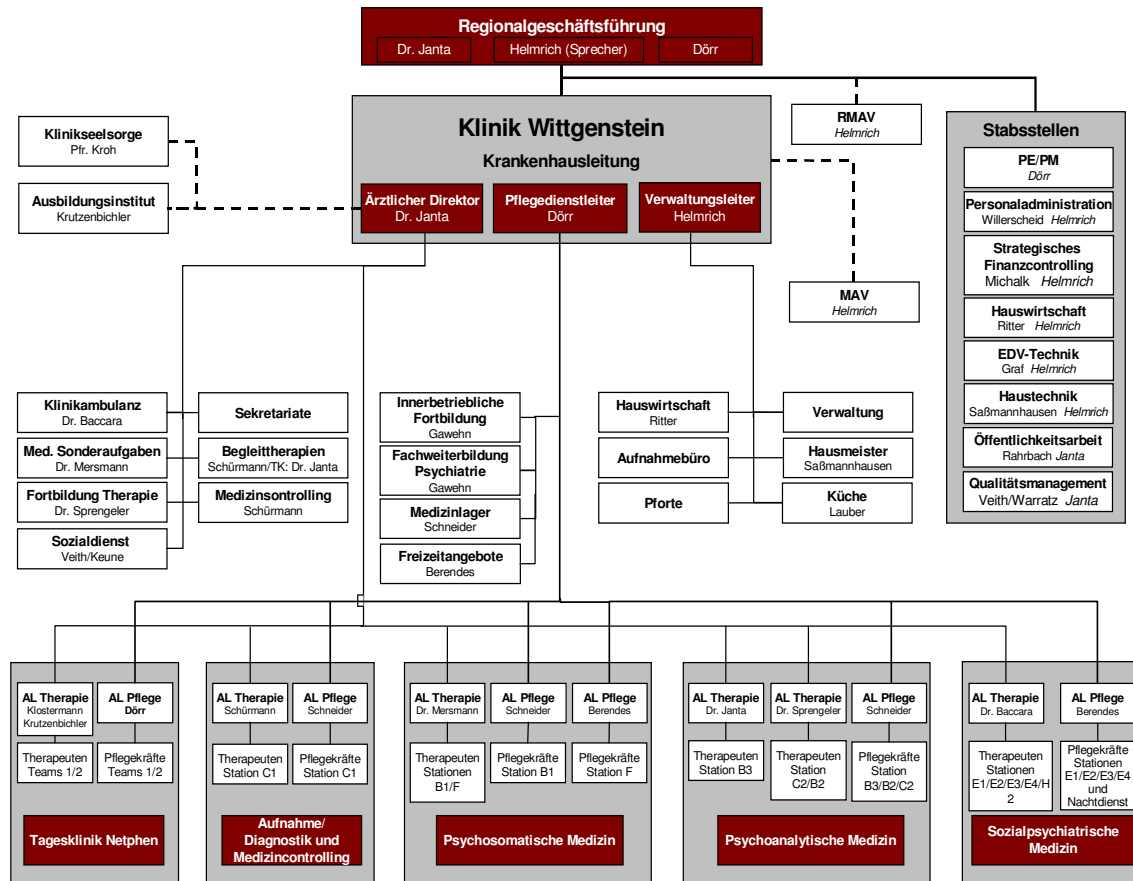 Regionalgeschäftsführung
Dr. Janta
Helmrich (Sprecher)
Dörr
Klinik Wittgenstein
Krankenhausleitung
Ärztlicher Direktor
Dr. Janta
Pflegedienstleiter
Dörr
Verwaltungsleiter
Helmrich
Klinikseelsorge
Pfr. Kroh
Ausbildungsinstitut
Krutzenbichler
RMAV
Helmrich
MAV
Helmrich
Stabsstellen
PE/PM
Dörr
Personaladministration
Willerscheid Helmrich
Strategisches
Finanzcontrolling
Michalk Helmrich
Hauswirtschaft
Ritter Helmrich
EDV-Technik
Graf Helmrich
Haustechnik
Saßmannhausen Helmrich
Öffentlichkeitsarbeit
Rahrbach Janta
Qualitätsmanagement
Veith/Warratz Janta
Klinikambulanz
Dr. Baccara
Med. Sonderaufgaben
Dr. Mersmann
Fortbildung Therapie
Dr. Sprengeler
Sozialdienst
Veith/Keune
Sekretariate
Begleittherapien
Schürmann/TK: Dr. Janta
Medizinsontrolling
Schürmann
Innerbetriebliche
Fortbildung
Gawehn
Fachweiterbildung
Psychiatrie
Gawehn
Medizinlager
Schneider
Freizeitangebote
Berendes
Hauswirtschaft
Ritter
Aufnahmebüro
Pforte
Verwaltung
Hausmeister
Saßmannhausen
Küche
Lauber
AL Therapie
Klostermann
Krutzenbichler
AL Pflege
Dörr
Therapeuten
Teams 1/2
Pflegekräfte
Teams 1/2
Tagesklinik Netphen
AL Therapie
Schürmann
AL Pflege
Schneider
Therapeuten
Station C1
Pflegekräfte
Station C1
Aufnahme/
Diagnostik und
Medizincontrolling
AL Therapie
Dr. Mersmann
AL Pflege
Schneider
AL Pflege
Berendes
Therapeuten
Stationen
B1/F
Pflegekräfte
Station B1
Pflegekräfte
Station F
Psychosomatische Medizin
AL Therapie
Dr. Janta
AL Therapie
Dr. Sprengeler
AL Pflege
Schneider
Therapeuten
Station B3
Therapeuten
Station
C2/B2
Pflegekräfte
Station
B3/B2/C2
Psychoanalytische Medizin
AL Therapie
Dr. Baccara
AL Pflege
Berendes
Therapeuten
Stationen
E1/E2/E3/E4/H
2
Pflegekräfte
Stationen
E1/E2/E3/E4
und
Nachtdienst
Sozialpsychiatrische
Medizin